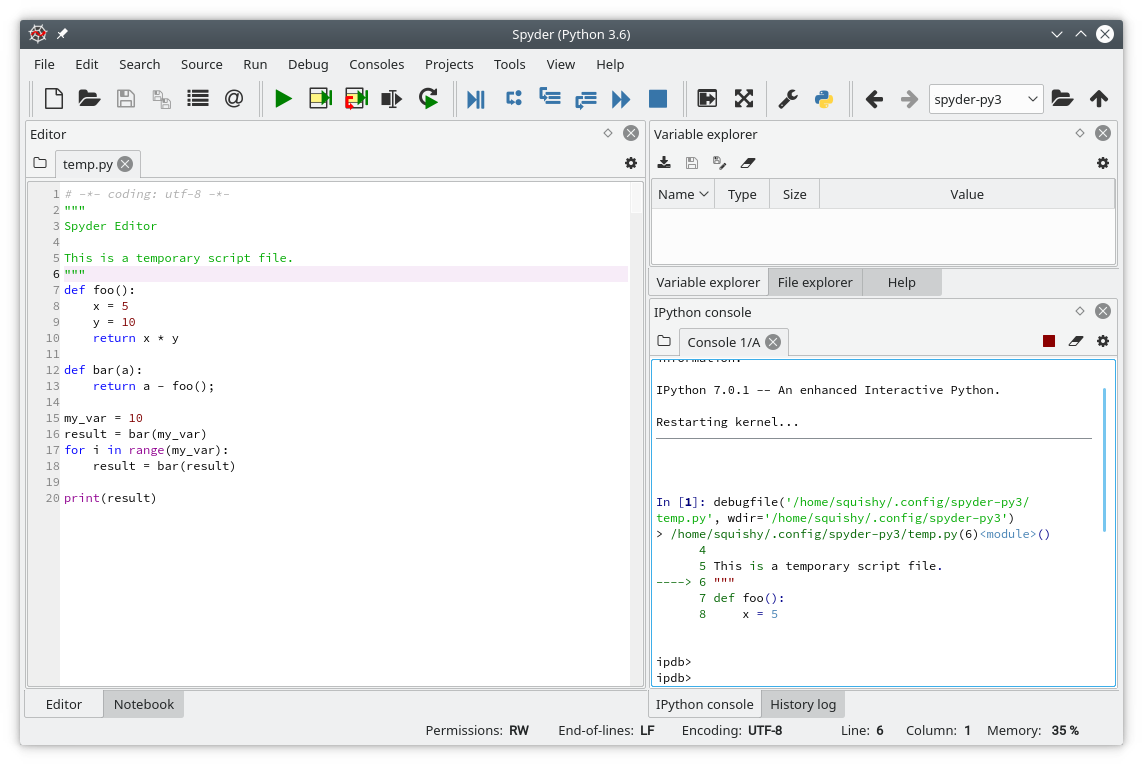 Spyder (Python 3.6)
File Edit Search Source Run Debug Consoles Projects Tools View Help
@ spyder-py3
Editor
temp.py
1 # -*- coding: utf-8 -*-
2 """
3 Spyder Editor
4
5 This is a temporary script file.
6 """
7 def foo():
8     x = 5
9     y = 10
10     return x * y
11
12 def bar(a):
13     return a - foo();
14
15 my_var = 10
16 result = bar(my_var)
17 for i in range(my_var):
18     result = bar(result)
19
20 print(result)
Editor Notebook
Variable explorer
Name Type Size Value
Variable explorer File explorer Help
IPython console
Console 1/A
information.
IPython 7.0.1 -- An enhanced Interactive Python.
Restarting kernel...
In [1]: debugfile('/home/squishy/.config/spyder-py3/
temp.py', wdir='/home/squishy/.config/spyder-py3')
> /home/squishy/.config/spyder-py3/temp.py(6)<module>()
4
5 This is a temporary script file.
----> 6 """
7 def foo():
8     x = 5
ipdb>
ipdb>
IPython console History log
Permissions: RW End-of-lines: LF Encoding: UTF-8 Line: 6 Column: 1 Memory: 35 %